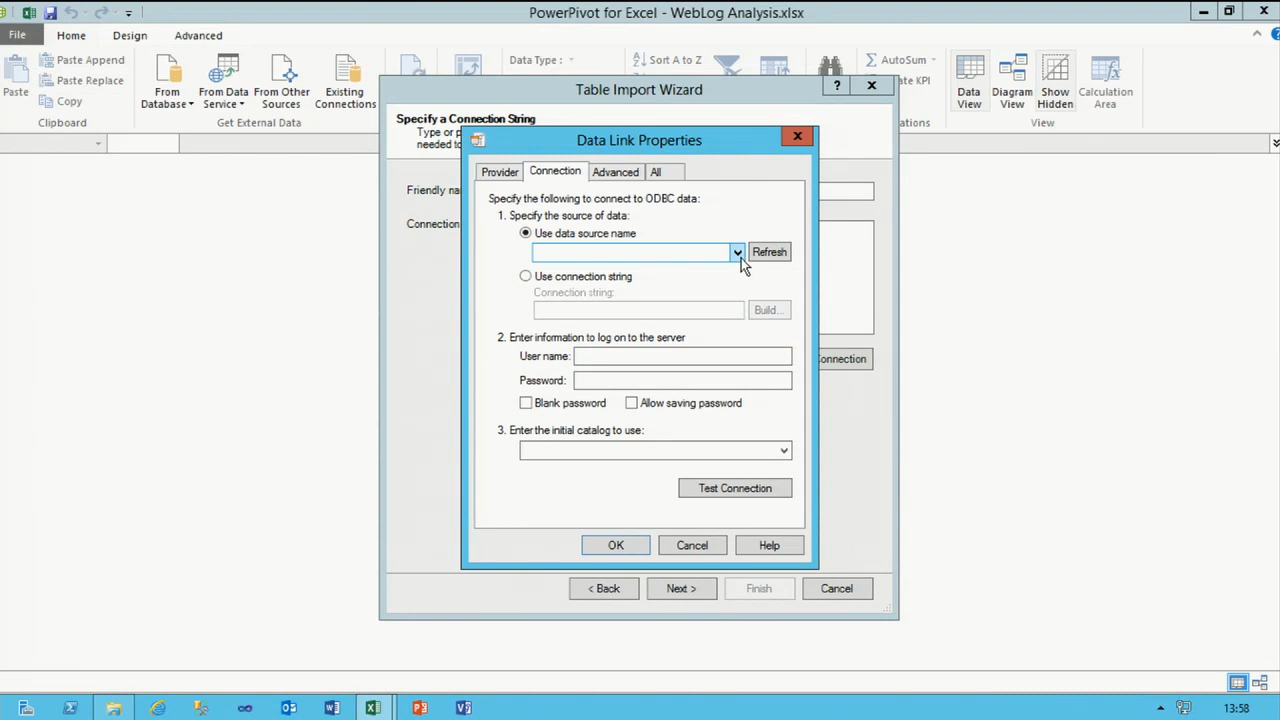 PowerPivot for Excel - WebLog Analysis.xlsx
File Home Design Advanced
Paste
Paste Append
Paste Replace
Copy
Clipboard
From Database
From Data Service
From Other Sources
Existing Connections
Get External Data
Data Type :
Sort A to Z
AutoSum
Data View
Diagram View
Show Hidden
Calculation Area
View
Table Import Wizard
?
Specify a Connection String
Type or
needed to
Friendly na
Connection
onnection
< Back
Next >
Finish
Cancel
Data Link Properties
Provider Connection Advanced All
Specify the following to connect to ODBC data:
1. Specify the source of data:
Use data source name
Refresh
Use connection string
Connection string:
Build...
2. Enter information to log on to the server
User name:
Password:
Blank password Allow saving password
3. Enter the initial catalog to use:
Test Connection
OK Cancel Help
13:58